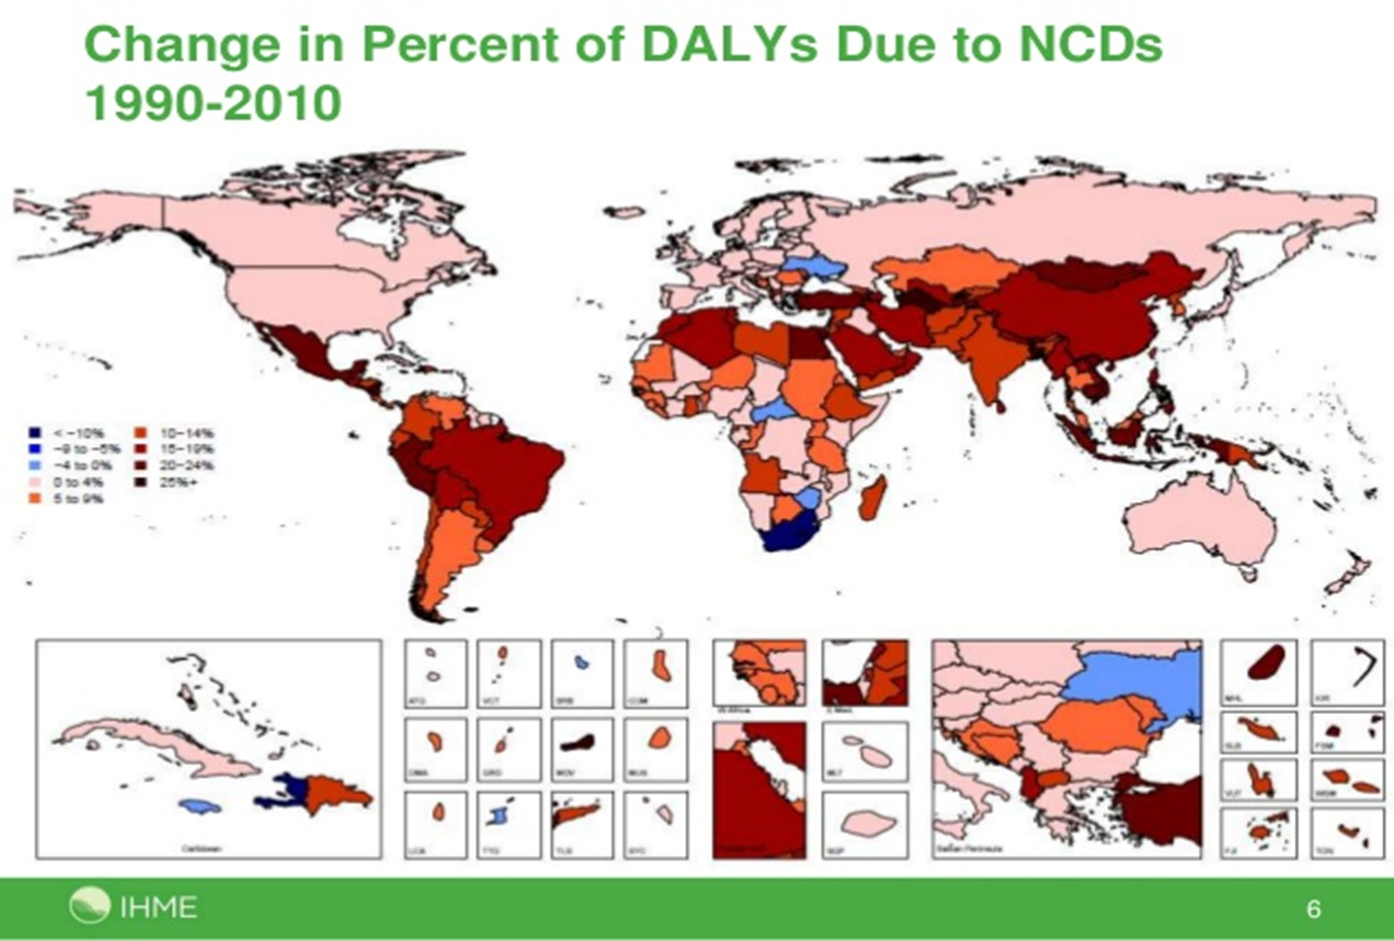 Change in Percent of DALYs Due to NCDs
1990-2010
< -10%
-9 to -5%
-4 to 0%
0 to 4%
5 to 9%
10-14%
15-19%
20-24%
25%+
Caribbean
ATG
VCT
BRB
COM
DMA
GRD
MDV
MUS
LCA
TTO
TLS
SYC
W Africa
E Med.
MLT
SGP
Balkan Peninsula
MHL
KIR
SLB
FSM
VUT
WSM
FJI
TON
IHME
6